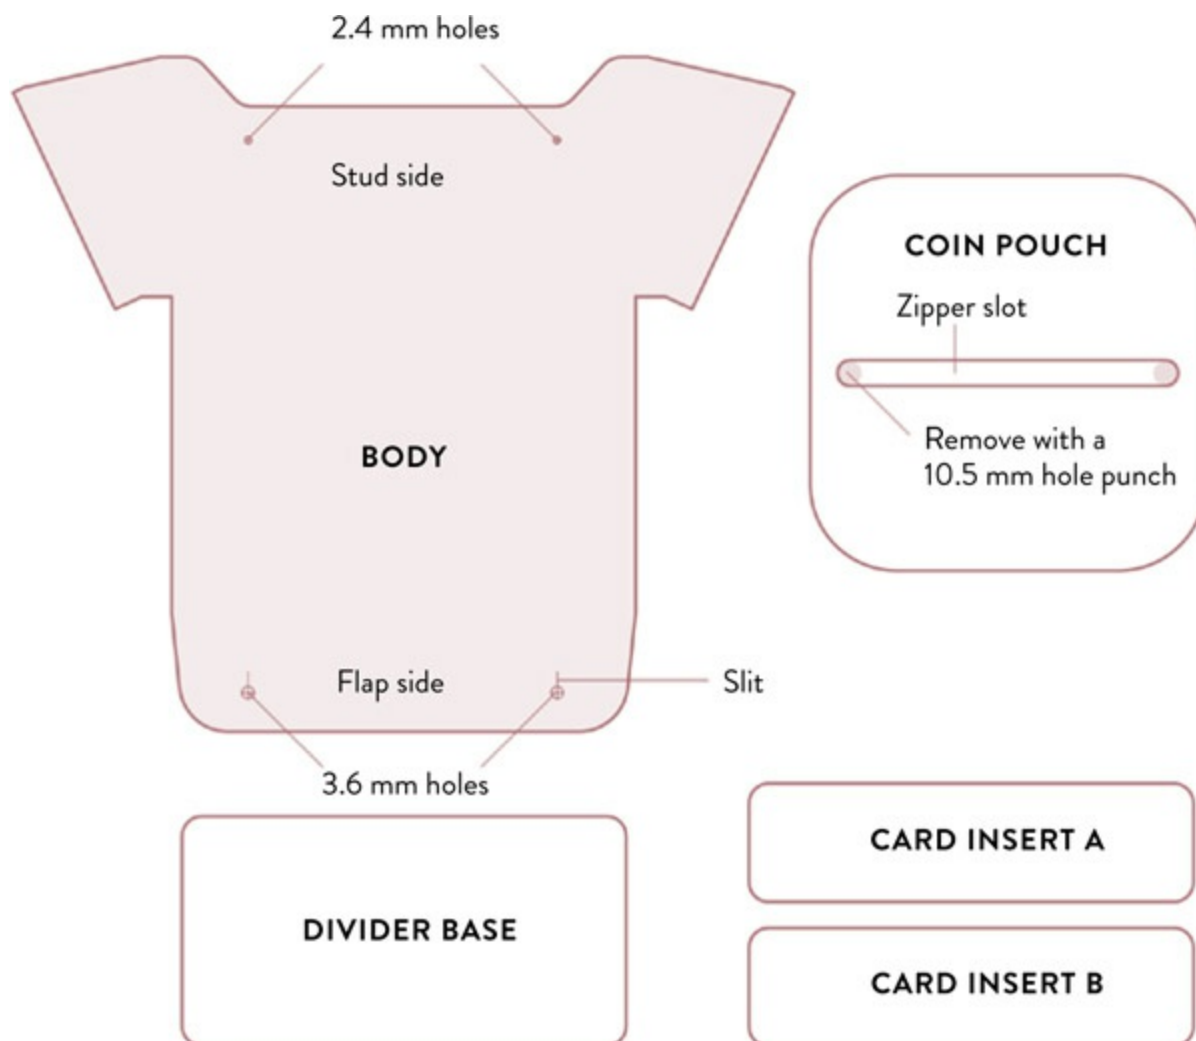 2.4 mm holes
Stud side
COIN POUCH
Zipper slot
Remove with a
10.5 mm hole punch
BODY
Flap side
Slit
3.6 mm holes
CARD INSERT A
DIVIDER BASE
CARD INSERT B